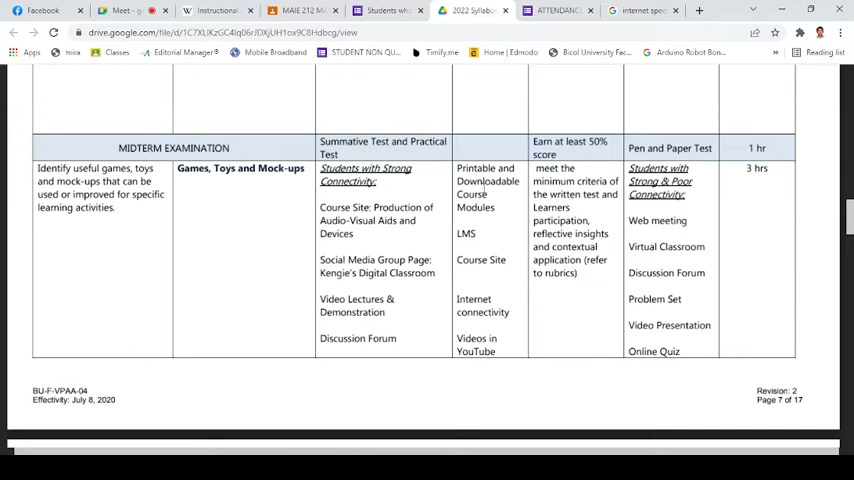 Facebook
Meet - g
Instructional
MAIE 212 M
Students who
2022 Syllabus
ATTENDANCE
internet spee
drive.google.com/file/d/1C7XLIKzGC4lq06rJDXjUH1ox9C8Hdbcg/view
Apps
mira
Classes
Editorial Manager®
Mobile Broadband
STUDENT NON QU...
Timify.me
Home | Edmodo
Bicol University Fac...
Arduino Robot Bon...
»
Reading list
MIDTERM EXAMINATION
Summative Test and Practical
Test
Earn at least 50%
score
Pen and Paper Test
1 hr
Identify useful games, toys
and mock-ups that can be
used or improved for specific
learning activities.
Games, Toys and Mock-ups
Students with Strong
Connectivity:
Course Site: Production of
Audio-Visual Aids and
Devices
Social Media Group Page:
Kengie's Digital Classroom
Video Lectures &
Demonstration
Discussion Forum
Printable and
Downloadable
Course
Modules
LMS
Course Site
Internet
connectivity
Videos in
YouTube
meet the
minimum criteria of
the written test and
Learners
participation,
reflective insights
and contextual
application (refer
to rubrics)
Students with
Strong & Poor
Connectivity:
Web meeting
Virtual Classroom
Discussion Forum
Problem Set
Video Presentation
Online Quiz
3 hrs
BU-F-VPAA-04
Effectivity: July 8, 2020
Revision: 2
Page 7 of 17